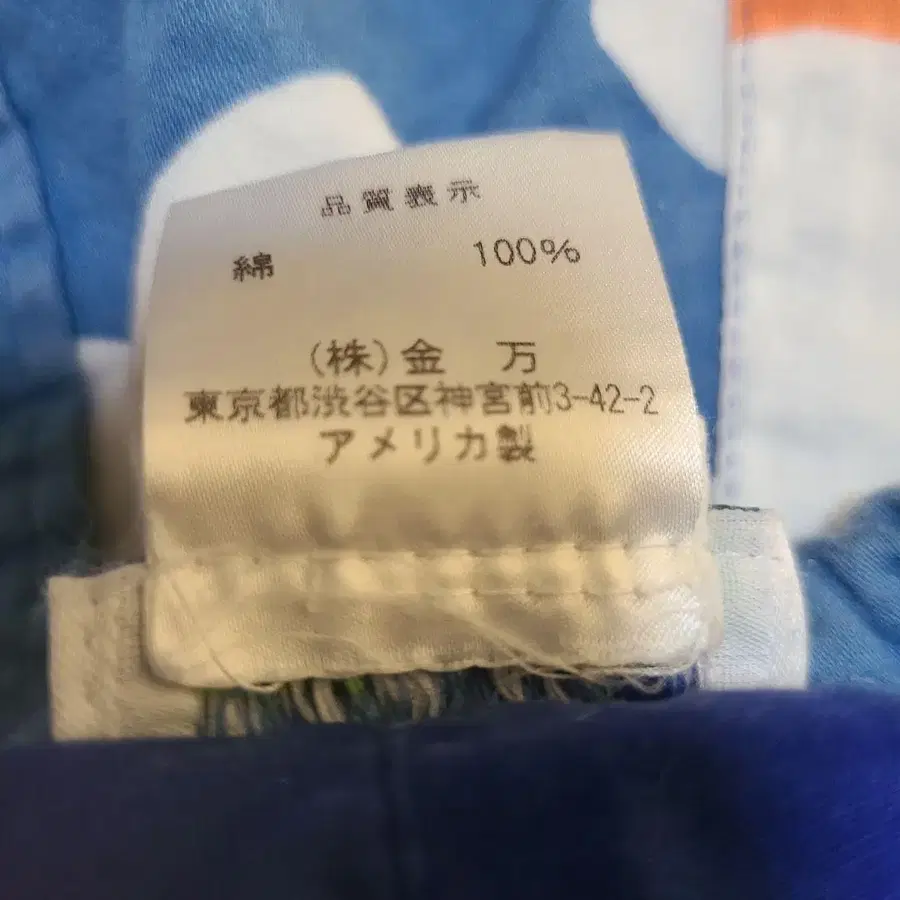 品質表示
綿 100%
(株)金 万
東京都渋谷区神宮前3-42-2
アメリカ製